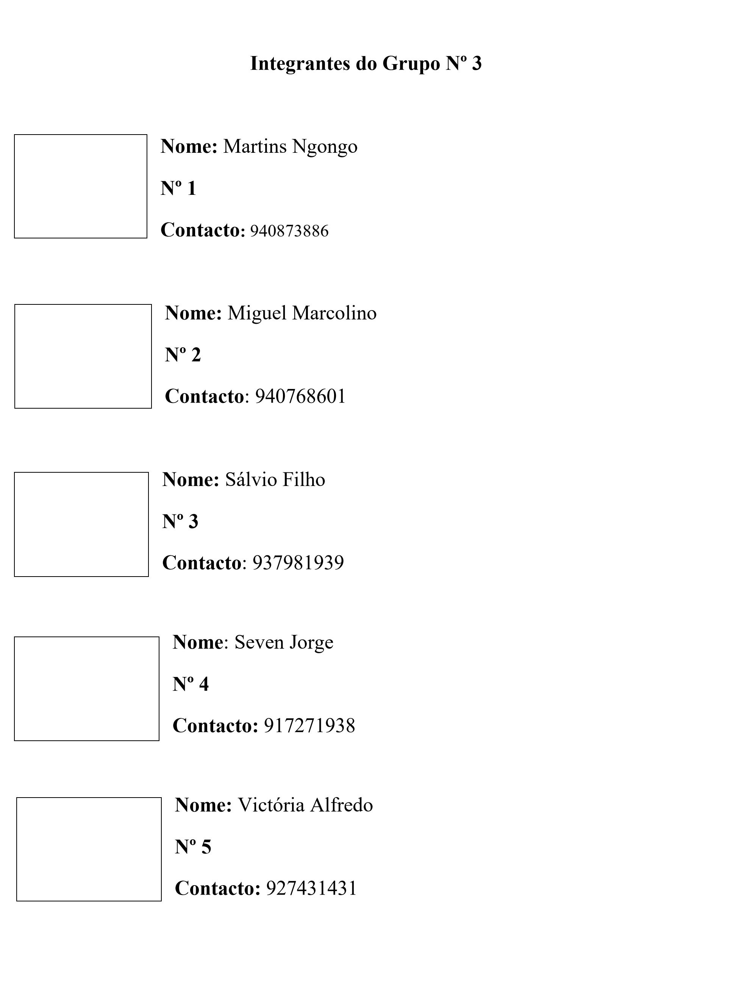 Integrantes do Grupo Nº 3
Nome: Martins Ngongo
Nº 1
Contacto: 940873886
Nome: Miguel Marcolino
Nº 2
Contacto: 940768601
Nome: Sálvio Filho
Nº 3
Contacto: 937981939
Nome: Seven Jorge
Nº 4
Contacto: 917271938
Nome: Victória Alfredo
Nº 5
Contacto: 927431431